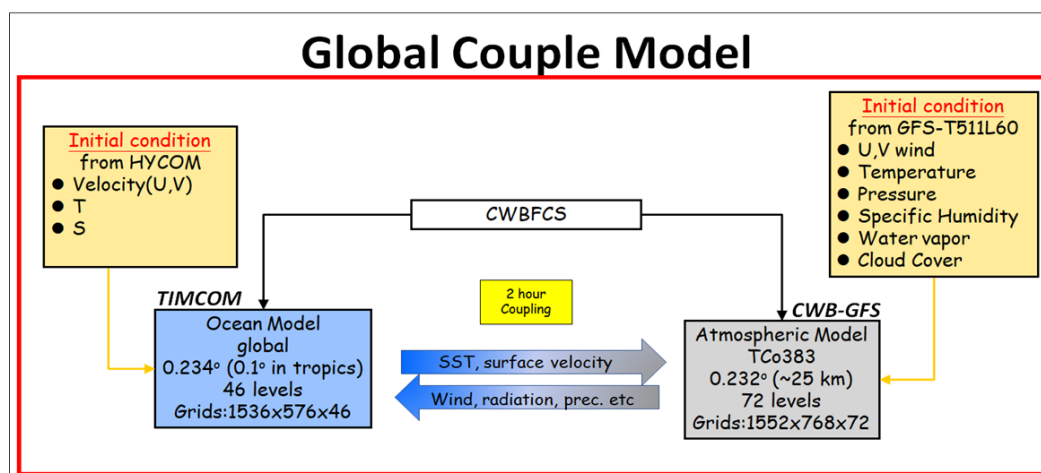 Global Couple Model
Initial condition
from HYCOM
● Velocity(U,V)
● T
● S
Initial condition
from GFS-T511L60
● U,V wind
● Temperature
● Pressure
● Specific Humidity
● Water vapor
● Cloud Cover
CWBFCS
TIMCOM
Ocean Model
global
0.234° (0.1° in tropics)
46 levels
Grids:1536x576x46
2 hour
Coupling
SST, surface velocity
Wind, radiation, prec. etc
CWB-GFS
Atmospheric Model
TCo383
0.232° (~25 km)
72 levels
Grids:1552x768x72